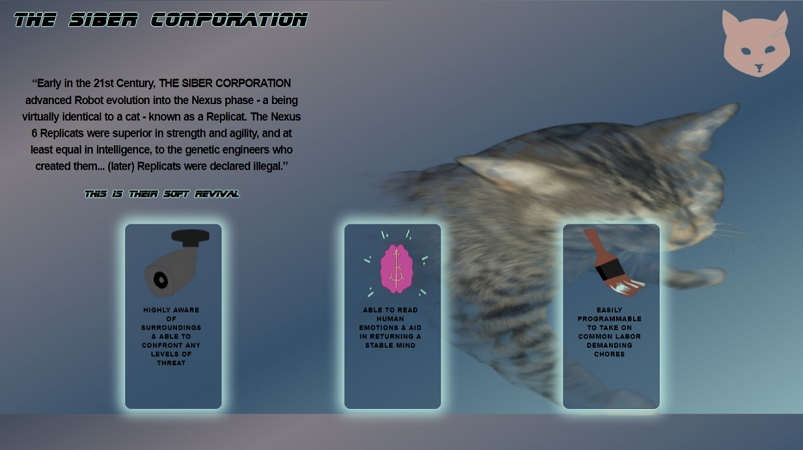 THE SIBER CORPORATION
“Early in the 21st Century, THE SIBER CORPORATION
advanced Robot evolution into the Nexus phase - a being
virtually identical to a cat - known as a Replicat. The Nexus
6 Replicats were superior in strength and agility, and at
least equal in intelligence, to the genetic engineers who
created them... (later) Replicats were declared illegal.”
THIS IS THEIR SOFT REVIVAL
HIGHLY AWARE
OF
SURROUNDINGS
& ABLE TO
CONFRONT ANY
LEVELS OF
THREAT
ABLE TO READ
HUMAN
EMOTIONS & AID
IN RETURNING A
STABLE MIND
EASILY
PROGRAMMABLE
TO TAKE ON
COMMON LABOR
DEMANDING
CHORES